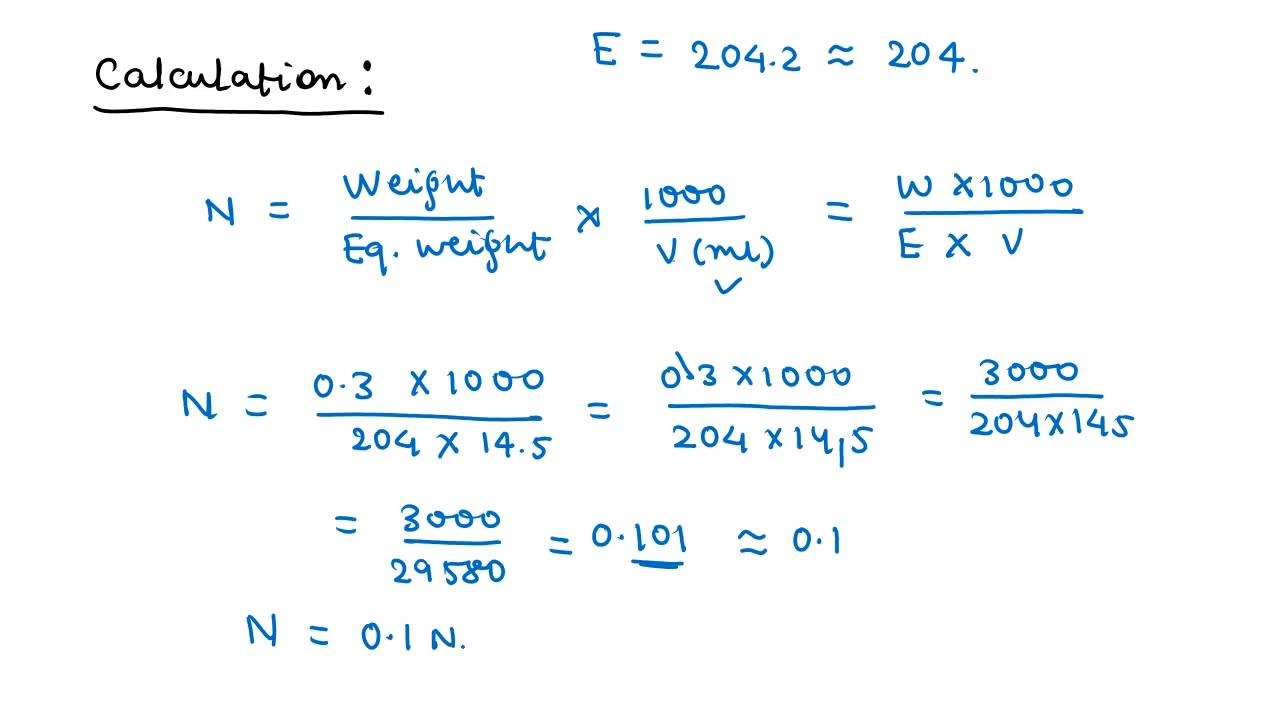 E = 204.2 ≈ 204.
Calculation :
N = Weight / Eq. weight × 1000 / V (ml) ✓ = W × 1000 / E × V
N = 0.3 × 1000 / 204 × 14.5 = 0.3 × 1000 / 204 × 14.5 = 3000 / 204 × 145
= 3000 / 29580 = 0.101 ≈ 0.1
N = 0.1 N.